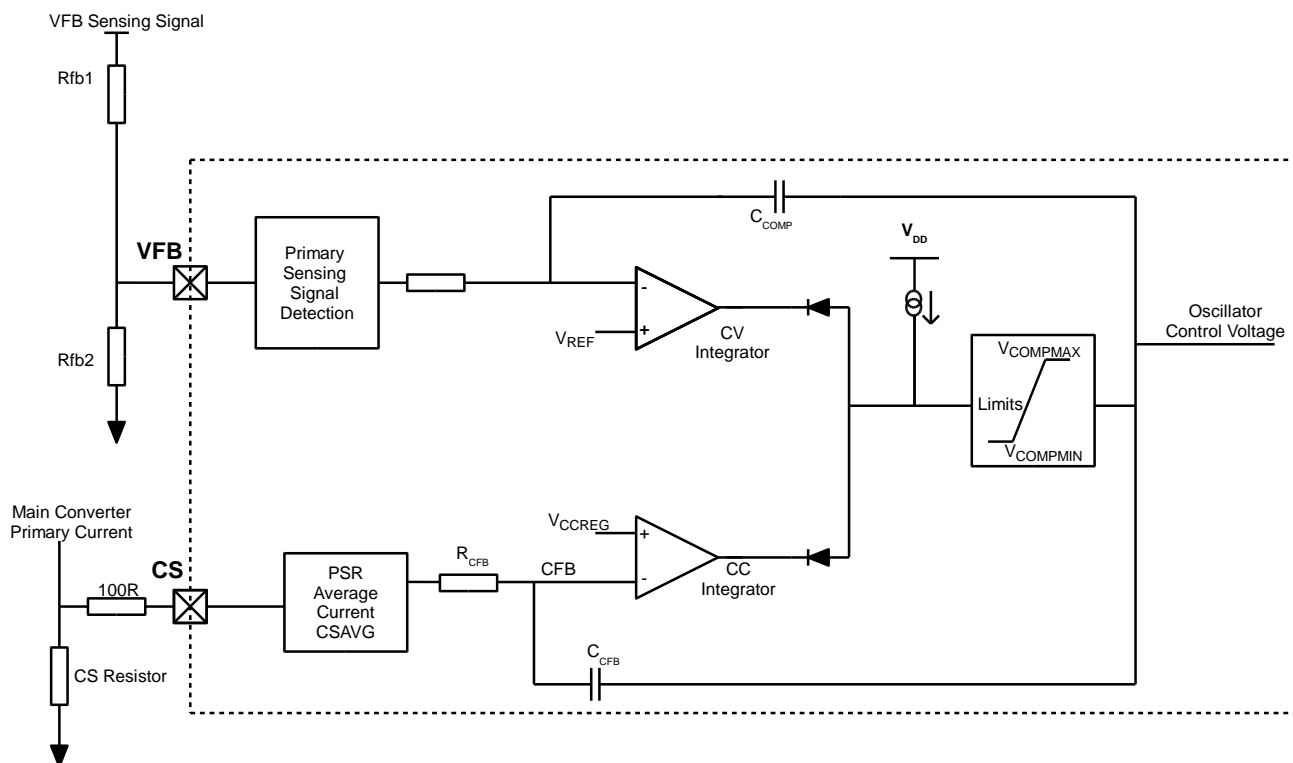 VFB Sensing Signal
Rfb1
VFB
Primary
Sensing
Signal
Detection
Rfb2
C_COMP
V_DD
-
+
V_REF
CV
Integrator
Oscillator
Control Voltage
V_COMPMAX
Limits
V_COMPMIN
Main Converter
Primary Current
100R
CS
CS Resistor
PSR
Average
Current
CSAVG
R_CFB
CFB
V_CCREG
+
-
CC
Integrator
C_CFB